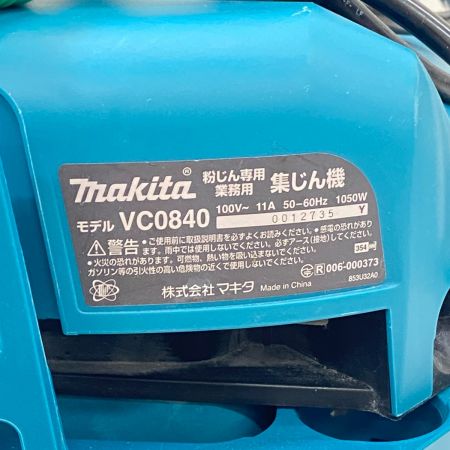 makita® 粉じん専用 業務用 集じん機
モデル VC0840 100V~ 11A 50-60Hz 1050W
0012735 Y
⚠警告 ●ご使用前に取扱説明書を必ずよくお読みください。●感電の恐れがあります。
雨中では使用しないでください。必ずアース(接地)してください。
●火災の恐れがあります。可燃物、熱い物を吸い込まないでください。
ガソリン等の引火性の高い危険物の近くで使用しないでください。
354
R 006-000373
株式会社マキタ Made in China
853U32A0